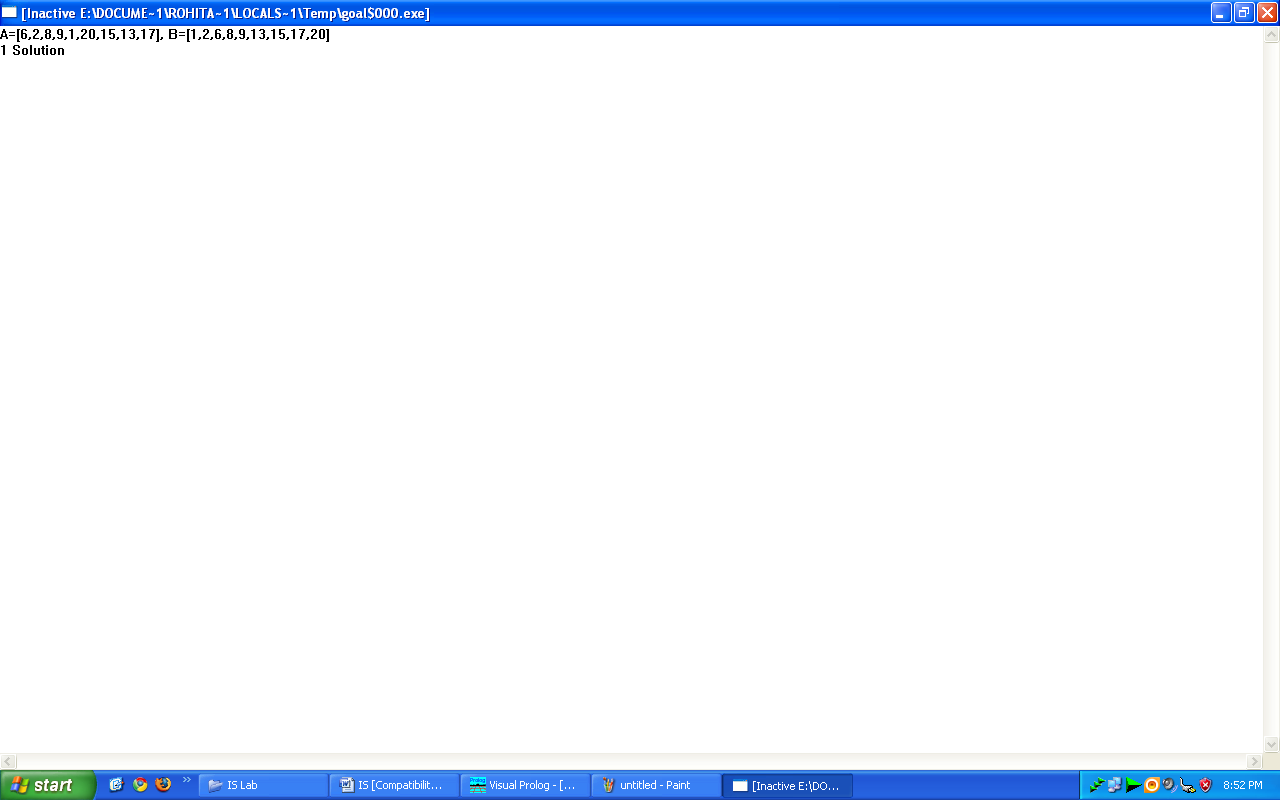 [Inactive E:\DOCUME~1\ROHITA~1\LOCALS~1\Temp\goal$000.exe]
A=[6,2,8,9,1,20,15,13,17], B=[1,2,6,8,9,13,15,17,20]
1 Solution
start
»
IS Lab
IS [Compatibilit...
Visual Prolog - [...
untitled - Paint
[Inactive E:\DO...
8:52 PM